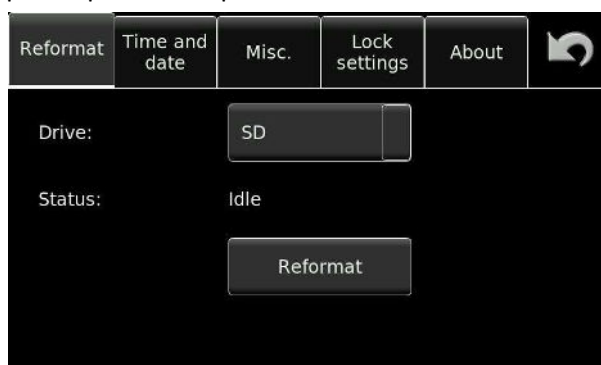 Reformat
Time and
date
Misc.
Lock
settings
About
Drive:
SD
Status:
Idle
Reformat